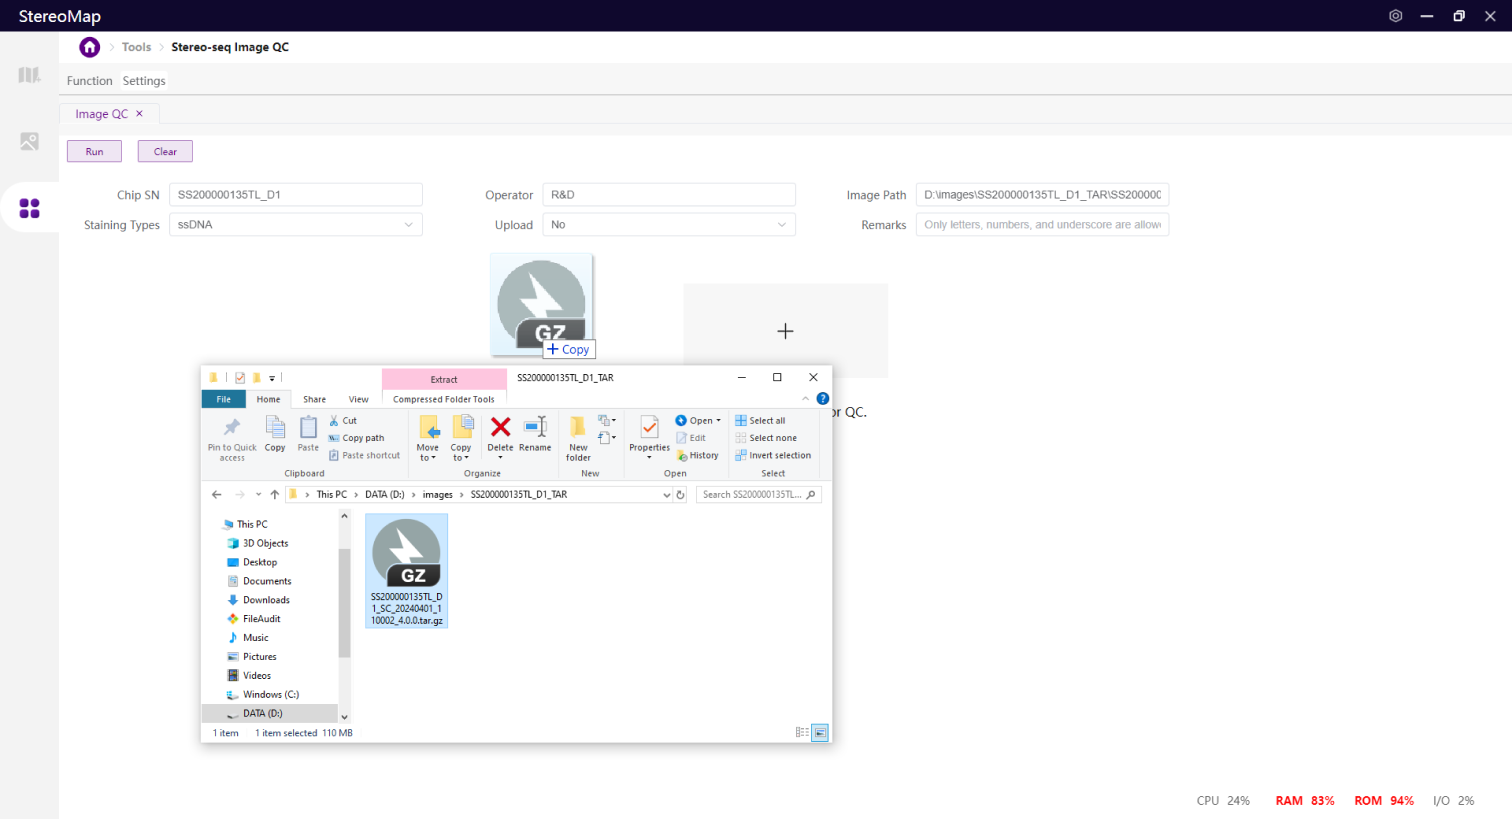 StereoMap
Tools
Stereo-seq Image QC
Function Settings
Image QC ×
Run Clear
Chip SN SS200000135TL_D1 Operator R&D Image Path D:\images\SS200000135TL_D1_TAR\SS20000
Staining Types ssDNA Upload No Remarks Only letters, numbers, and underscore are allowe
GZ
+ Copy
or QC.
Extract SS200000135TL_D1_TAR
File Home Share View Compressed Folder Tools
Pin to Quick access
Copy
Paste
Cut
Copy path
Paste shortcut
Move to
Copy to
Delete
Rename
New folder
Properties
Open
Edit
History
Select all
Select none
Invert selection
Clipboard Organize New Open Select
This PC > DATA (D:) > images > SS200000135TL_D1_TAR
Search SS200000135TL...
This PC
3D Objects
Desktop
Documents
Downloads
FileAudit
Music
Pictures
Videos
Windows (C:)
DATA (D:)
GZ
SS200000135TL_D
1_SC_20240401_1
10002_4.0.0.tar.gz
1 item 1 item selected 110 MB
CPU 24% RAM 83% ROM 94% I/O 2%